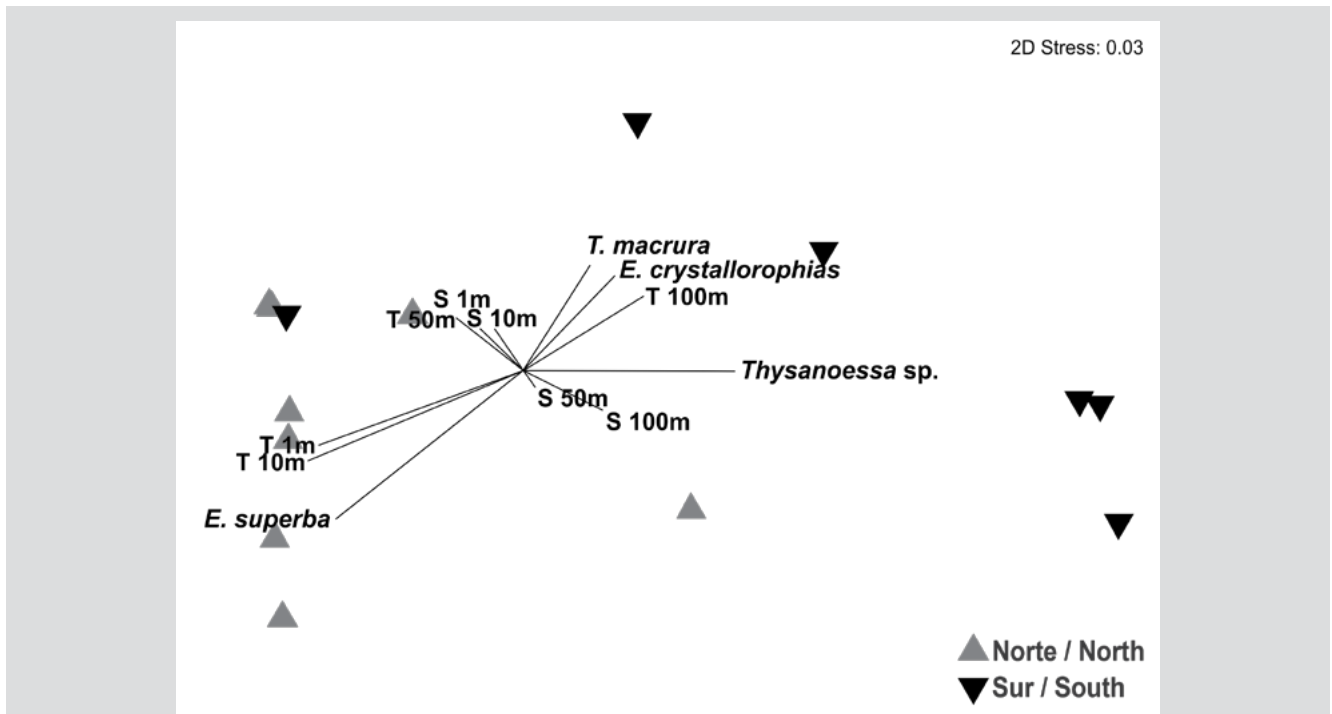 2D Stress: 0.03
T. macrura
E. crystallorophias
T 100m
S 1m
T 50m S 10m
Thysanoessa sp.
S 50m
S 100m
T 1m
T 10m
E. superba
Norte / North
Sur / South